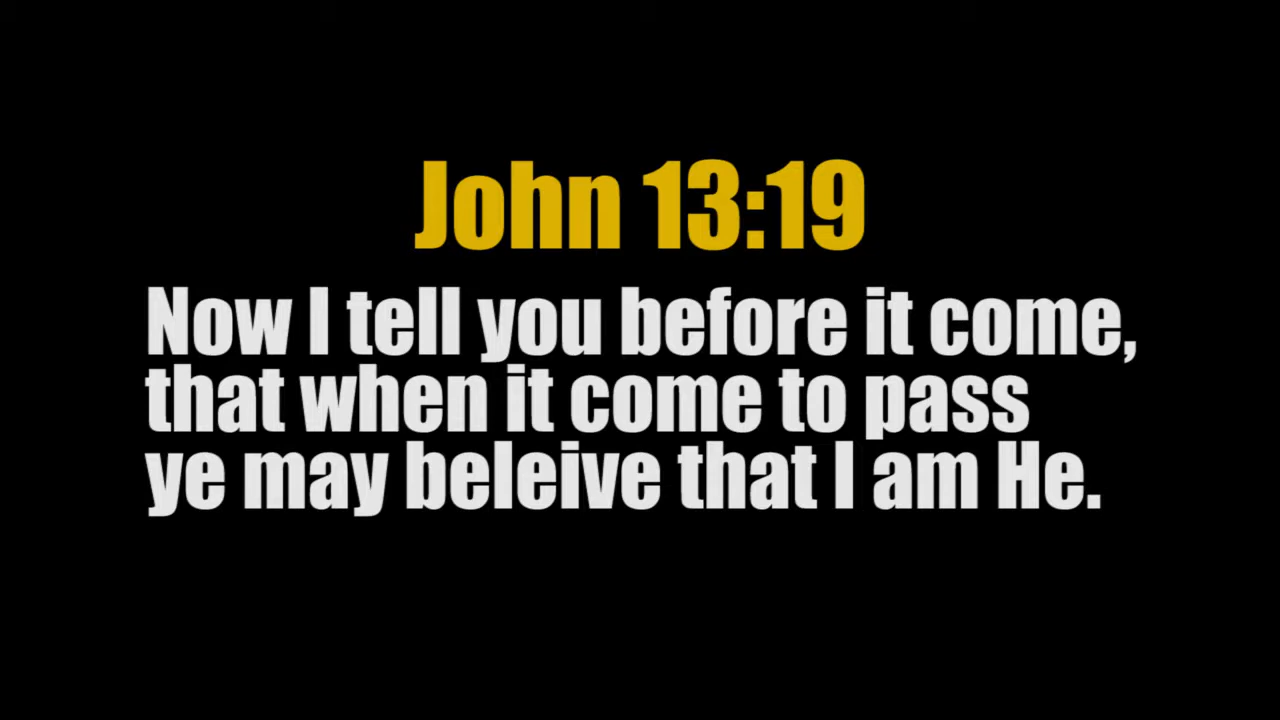 John 13:19
Now I tell you before it come,
that when it come to pass
ye may beleive that I am He.